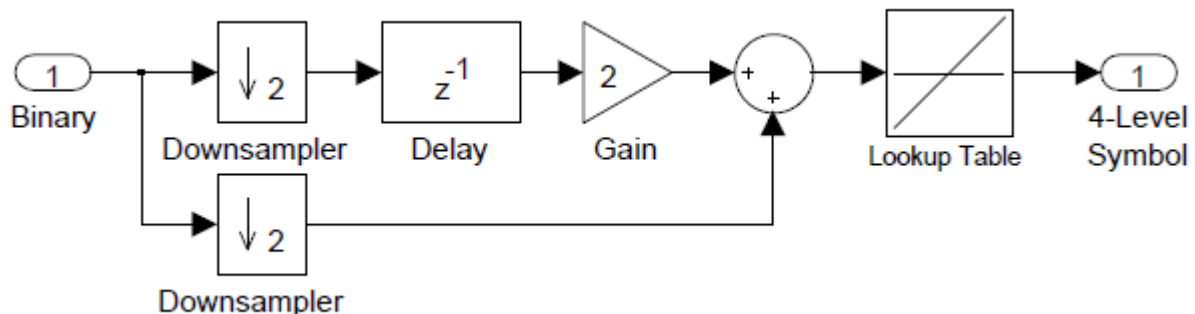 1
Binary
↓ 2
Downsampler
z-1
Delay
2
Gain
+
+
Lookup Table
1
4-Level
Symbol
↓ 2
Downsampler